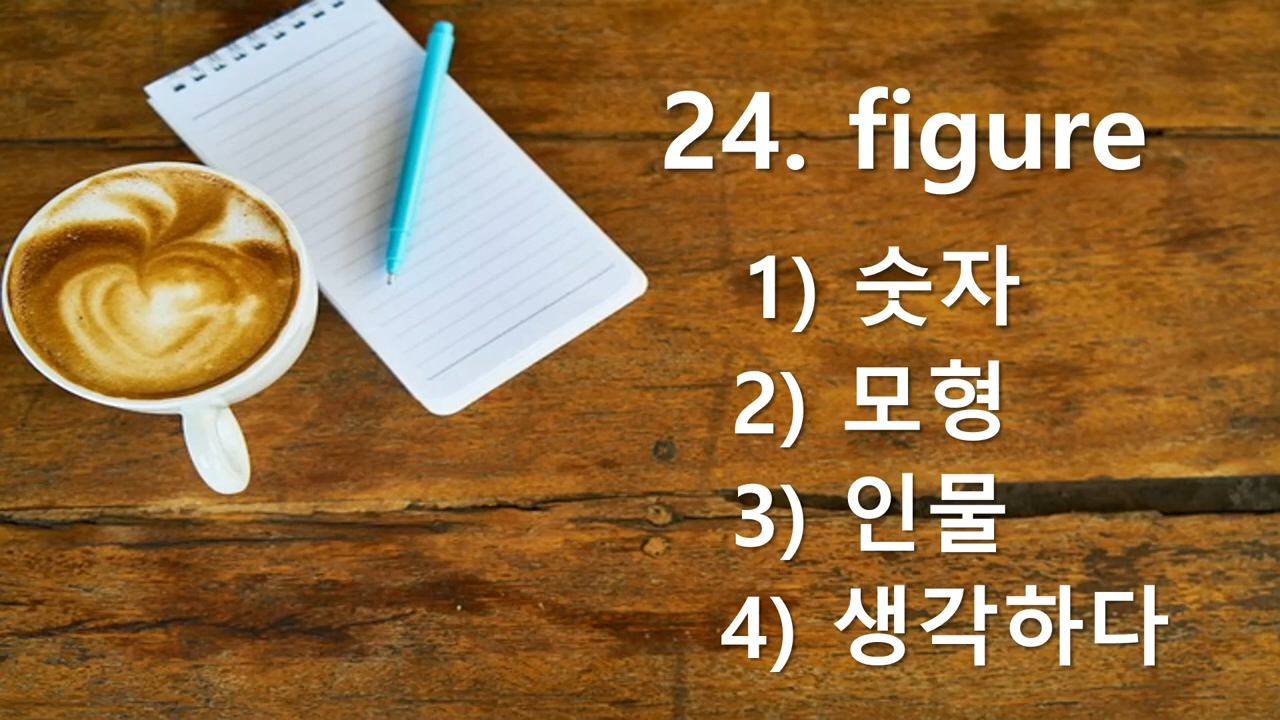 24. figure
1) 숫자
2) 모형
3) 인물
4) 생각하다